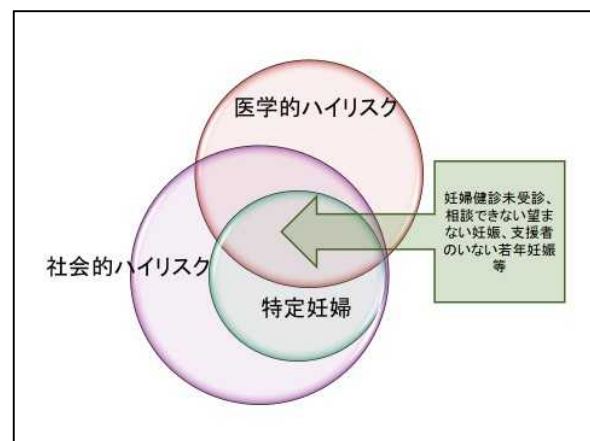 医学的ハイリスク
妊婦健診未受診、
相談できない望ま
ない妊娠、支援者
のいない若年妊娠
等
社会的ハイリスク
特定妊婦